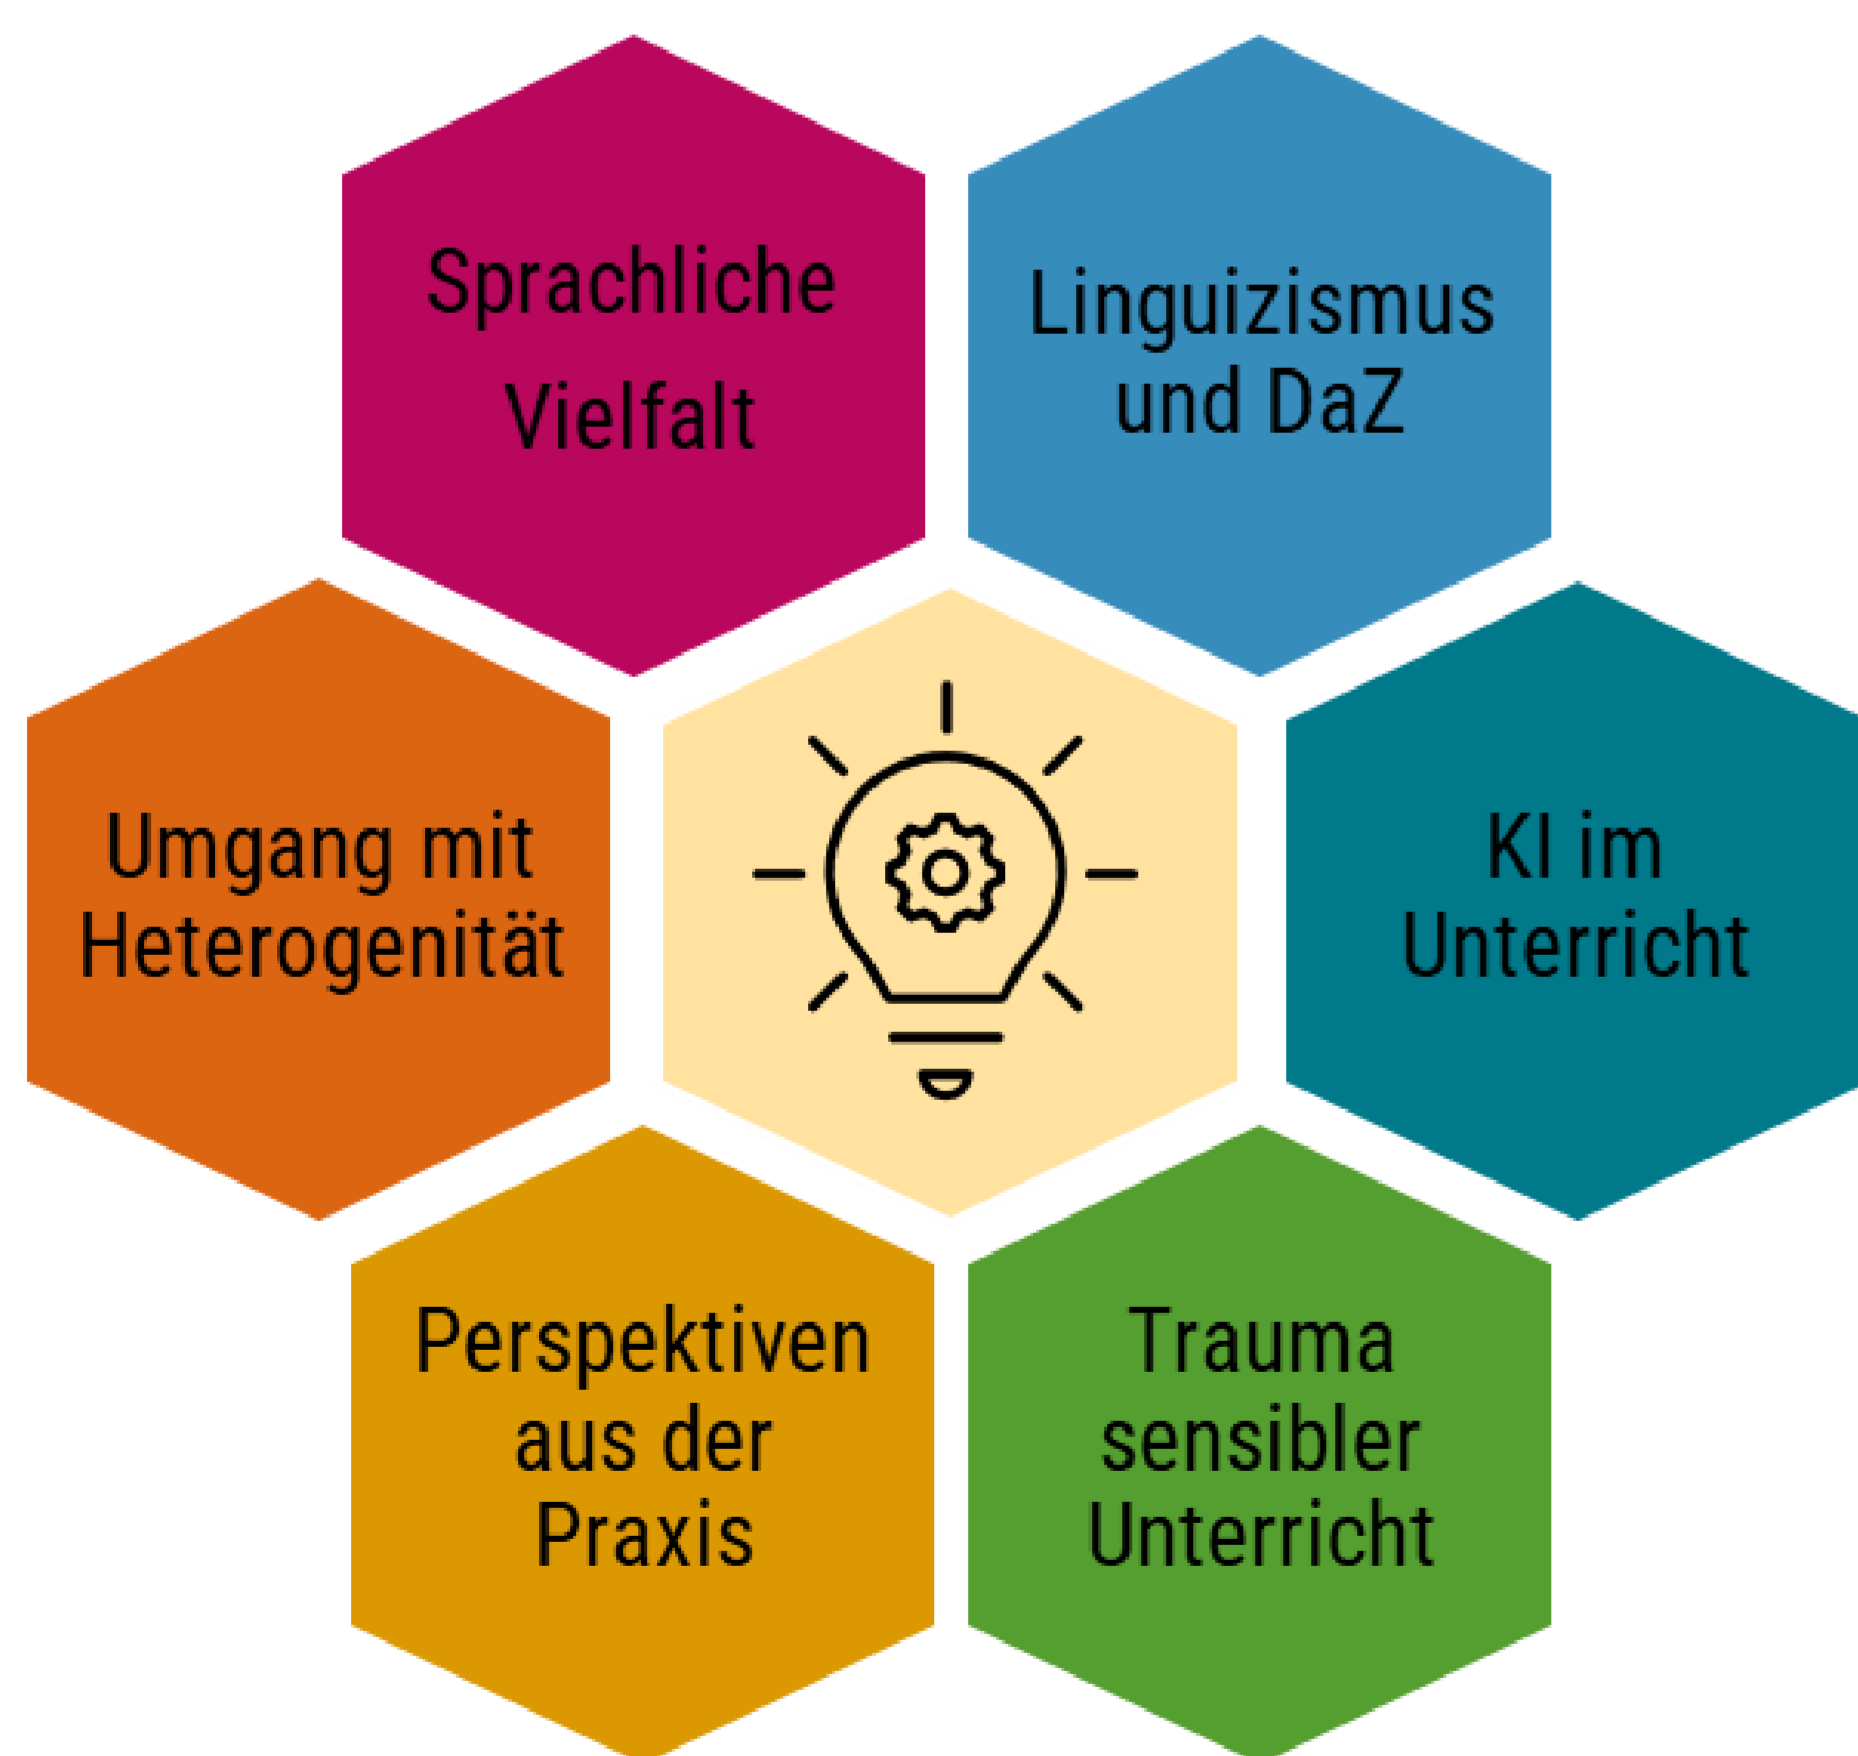 Sprachliche
Vielfalt
Linguizismus
und DaZ
Umgang mit
Heterogenität
KI im
Unterricht
Perspektiven
aus der
Praxis
Trauma
sensibler
Unterricht